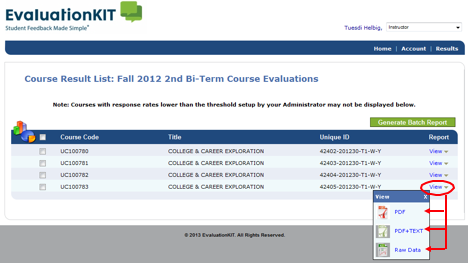 EvaluationKIT
Student Feedback Made Simple®
Tuesdi Helbig, Instructor
Home | Account | Results
Course Result List: Fall 2012 2nd Bi-Term Course Evaluations
Note: Courses with response rates lower than the threshold setup by your Administrator may not be displayed below.
Generate Batch Report
Course Code Title Unique ID Report
UC100780 COLLEGE & CAREER EXPLORATION 42402-201230-T1-W-Y View
UC100781 COLLEGE & CAREER EXPLORATION 42403-201230-T1-W-Y View
UC100782 COLLEGE & CAREER EXPLORATION 42404-201230-T1-W-Y View
UC100783 COLLEGE & CAREER EXPLORATION 42405-201230-T1-W-Y View
View X
PDF
PDF+TEXT
Raw Data
© 2013 EvaluationKIT. All Rights Reserved.